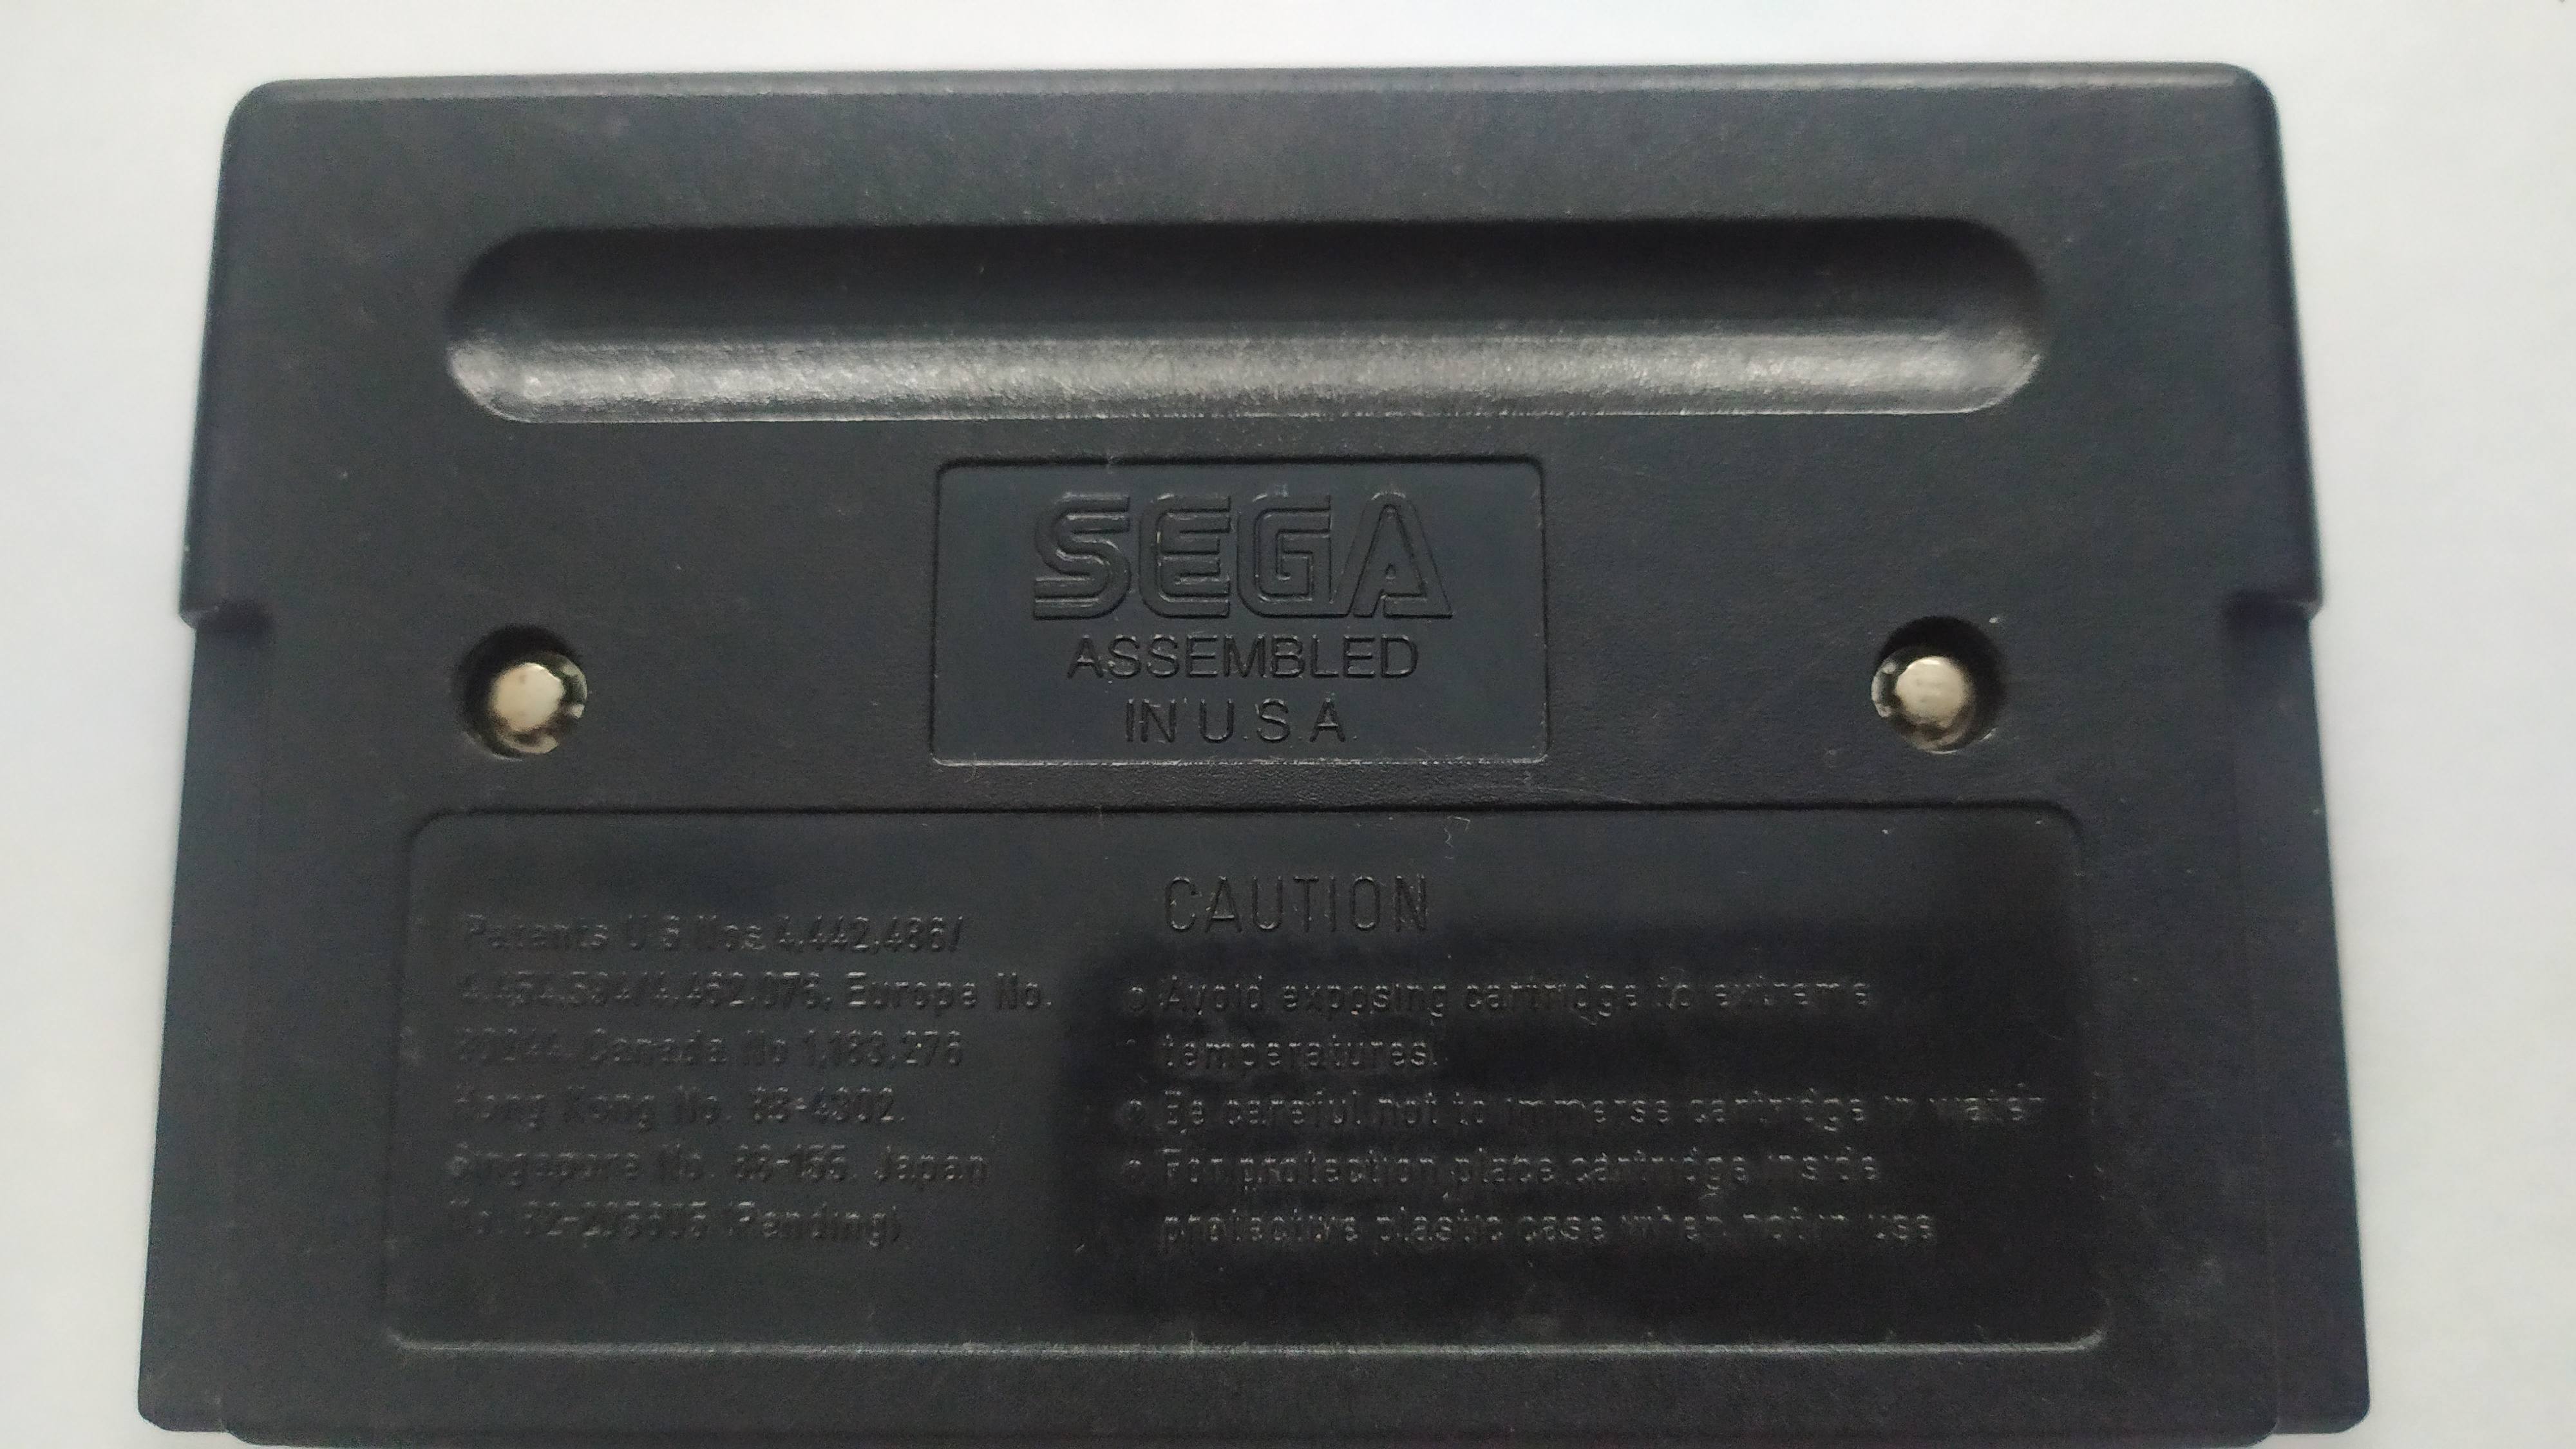 SEGA
ASSEMBLED
IN U.S.A.
Patents U.S. Nos. 4,442,486/
4,454,594/4,462,076, Europe No.
80244, Canada No. 1,183,276
Hong Kong No. 88-4302,
Singapore No. 88-155, Japan
No. 82-205605 (Pending)
CAUTION
o Avoid exposing cartridge to extreme
temperatures.
o Be careful not to immerse cartridge in water
o For protection place cartridge inside
protective plastic case when not in use